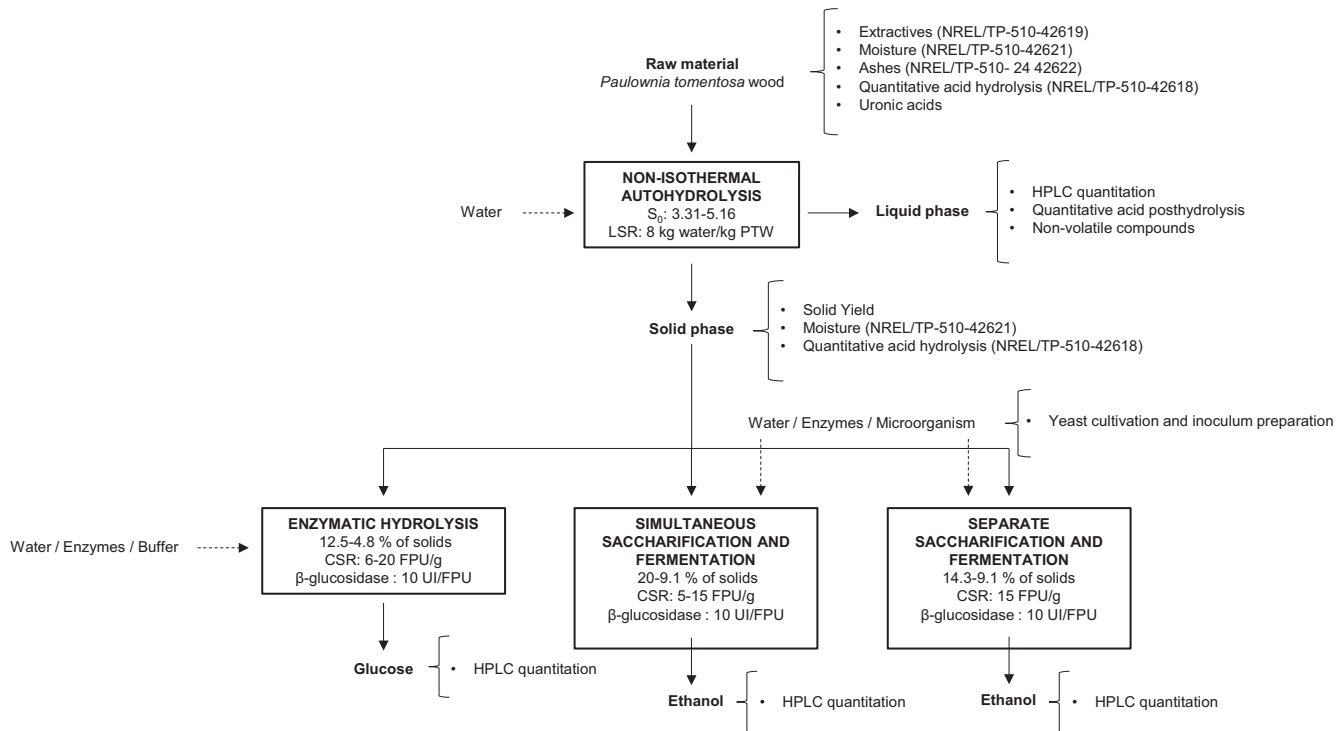 Raw material
Paulownia tomentosa wood
• Extractives (NREL/TP-510-42619)
• Moisture (NREL/TP-510-42621)
• Ashes (NREL/TP-510- 24 42622)
• Quantitative acid hydrolysis (NREL/TP-510-42618)
• Uronic acids
Water
NON-ISOTHERMAL
AUTOHYDROLYSIS
S₀: 3.31-5.16
LSR: 8 kg water/kg PTW
Liquid phase
• HPLC quantitation
• Quantitative acid posthydrolysis
• Non-volatile compounds
Solid phase
• Solid Yield
• Moisture (NREL/TP-510-42621)
• Quantitative acid hydrolysis (NREL/TP-510-42618)
Water / Enzymes / Microorganism
• Yeast cultivation and inoculum preparation
Water / Enzymes / Buffer
ENZYMATIC HYDROLYSIS
12.5-4.8 % of solids
CSR: 6-20 FPU/g
β-glucosidase : 10 UI/FPU
SIMULTANEOUS
SACCHARIFICATION AND
FERMENTATION
20-9.1 % of solids
CSR: 5-15 FPU/g
β-glucosidase : 10 UI/FPU
SEPARATE
SACCHARIFICATION AND
FERMENTATION
14.3-9.1 % of solids
CSR: 15 FPU/g
β-glucosidase : 10 UI/FPU
Glucose
• HPLC quantitation
Ethanol
• HPLC quantitation
Ethanol
• HPLC quantitation